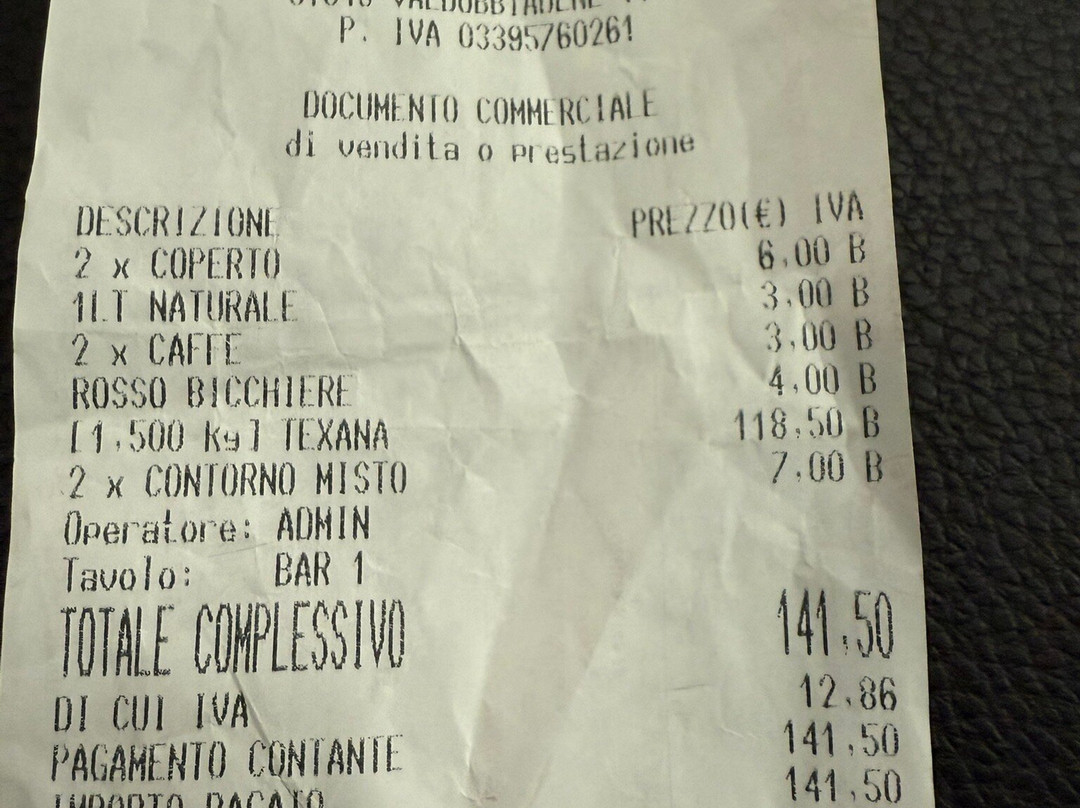 P. IVA 03395760261
DOCUMENTO COMMERCIALE
di vendita o prestazione
DESCRIZIONE PREZZO(€) IVA
2 x COPERTO 6,00 B
1LT NATURALE 3,00 B
2 x CAFFE 3,00 B
ROSSO BICCHIERE 4,00 B
[1,500 Kg] TEXANA 118,50 B
2 x CONTORNO MISTO 7,00 B
Operatore: ADMIN
Tavolo: BAR 1
TOTALE COMPLESSIVO 141,50
DI CUI IVA 12,86
PAGAMENTO CONTANTE 141,50
IMPORTO PAGATO 141,50